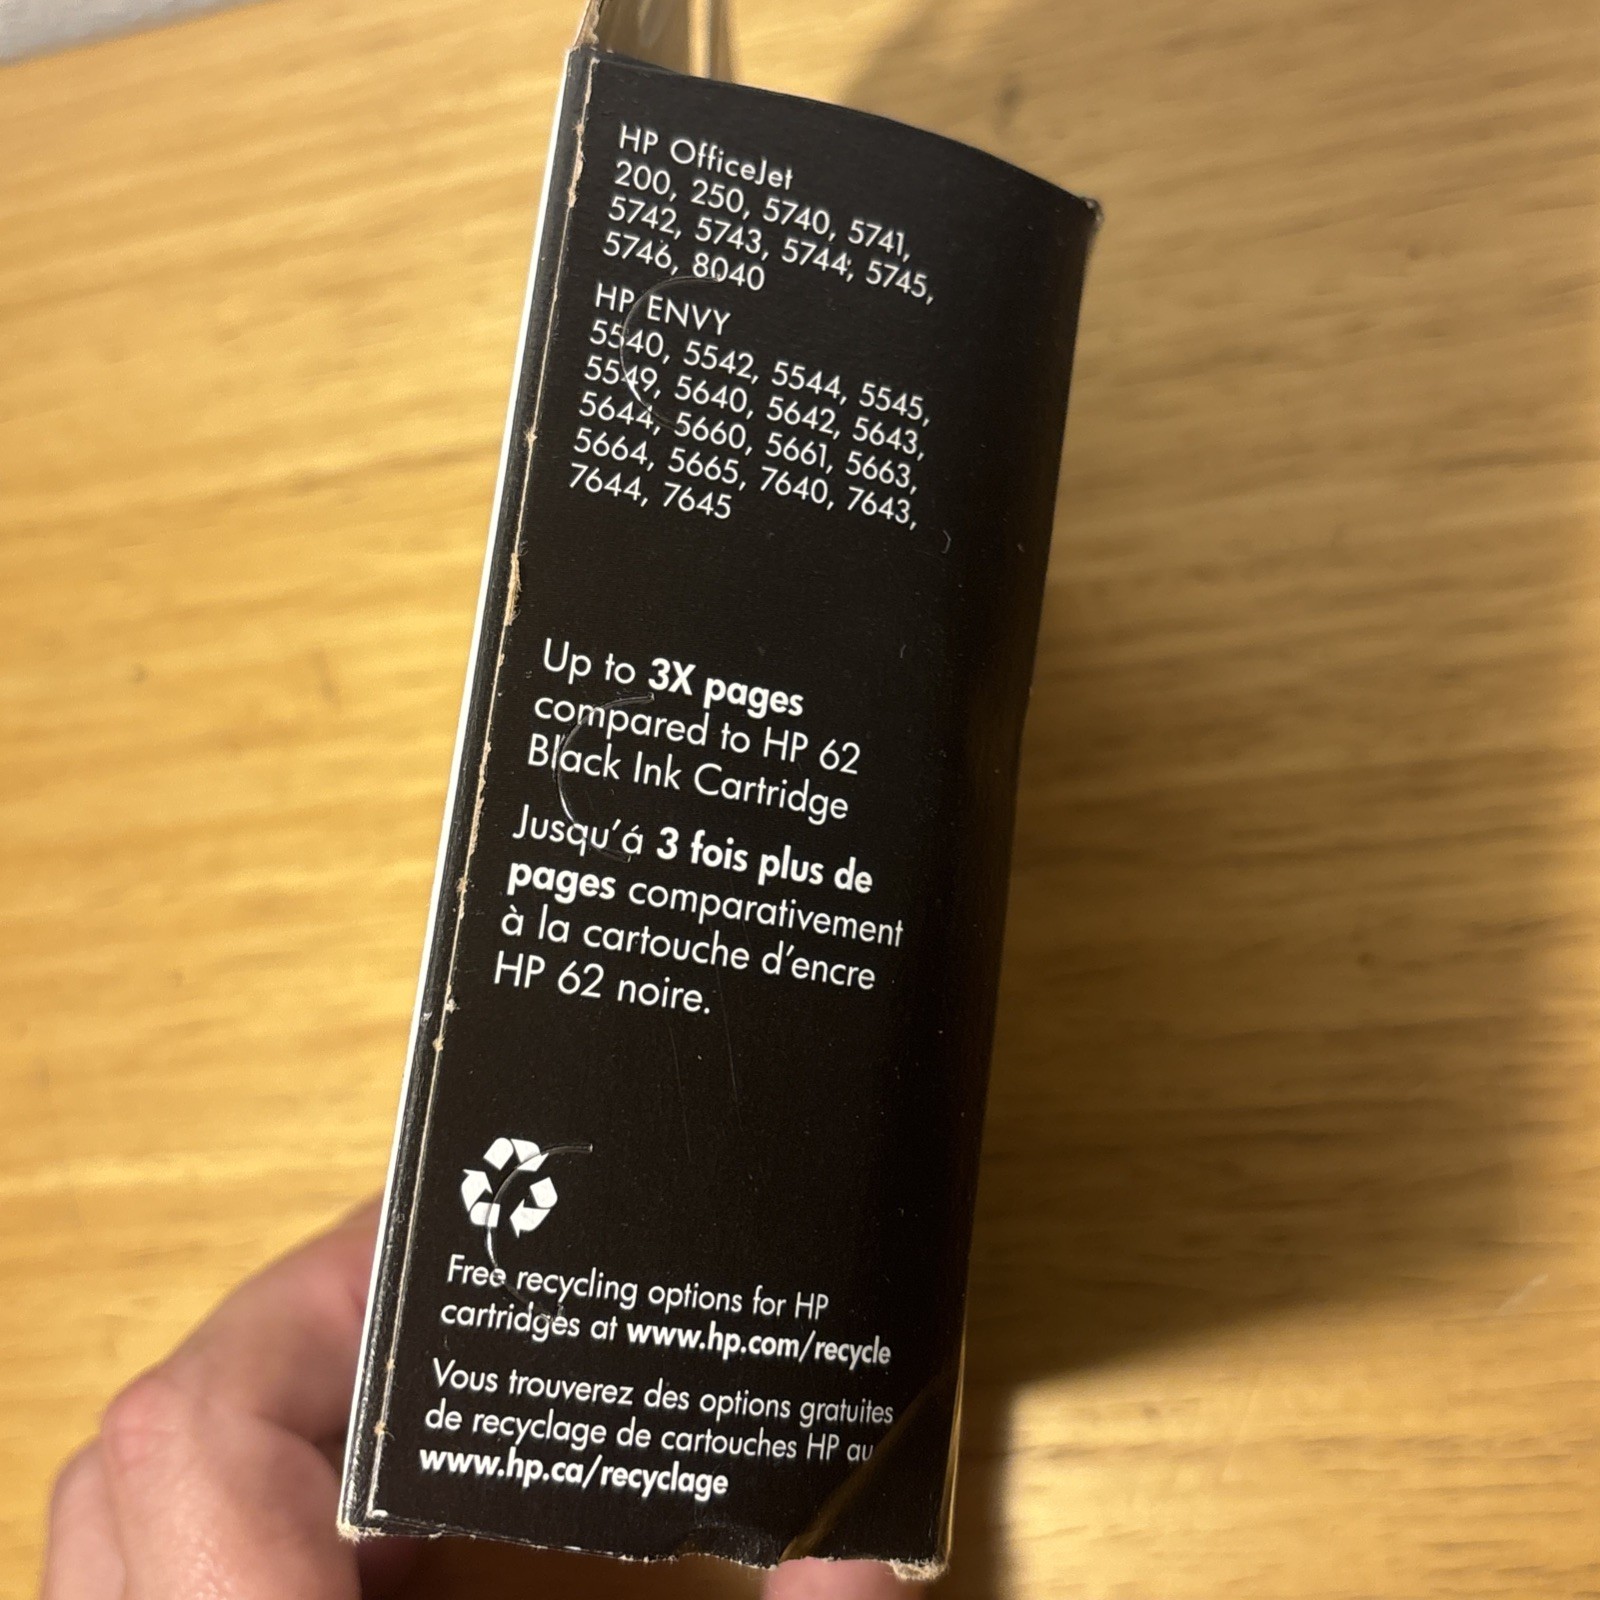 HP OfficeJet
200, 250, 5740, 5741,
5742, 5743, 5744, 5745,
5746, 8040
HP ENVY
5540, 5542, 5544, 5545,
5549, 5640, 5642, 5643,
5644, 5660, 5661, 5663,
5664, 5665, 7640, 7643,
7644, 7645
Up to 3X pages
compared to HP 62
Black Ink Cartridge
Jusqu’á 3 fois plus de
pages comparativement
à la cartouche d’encre
HP 62 noire.
Free recycling options for HP
cartridges at www.hp.com/recycle
Vous trouverez des options gratuites
de recyclage de cartouches HP au
www.hp.ca/recyclage